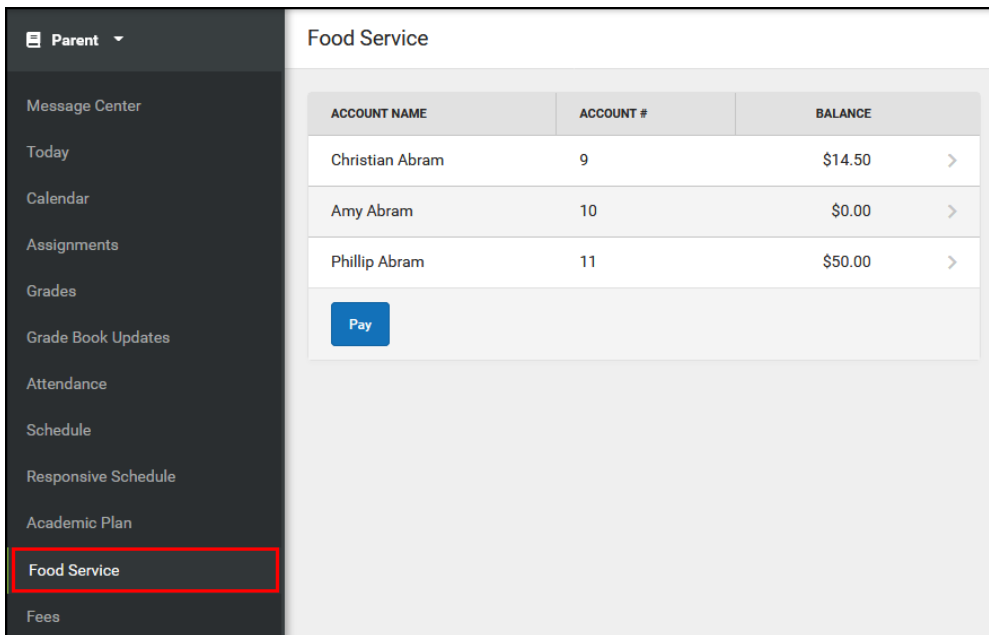 Parent
Message Center
Today
Calendar
Assignments
Grades
Grade Book Updates
Attendance
Schedule
Responsive Schedule
Academic Plan
Food Service
Fees
Food Service
ACCOUNT NAME ACCOUNT # BALANCE
Christian Abram 9 $14.50
Amy Abram 10 $0.00
Phillip Abram 11 $50.00
Pay